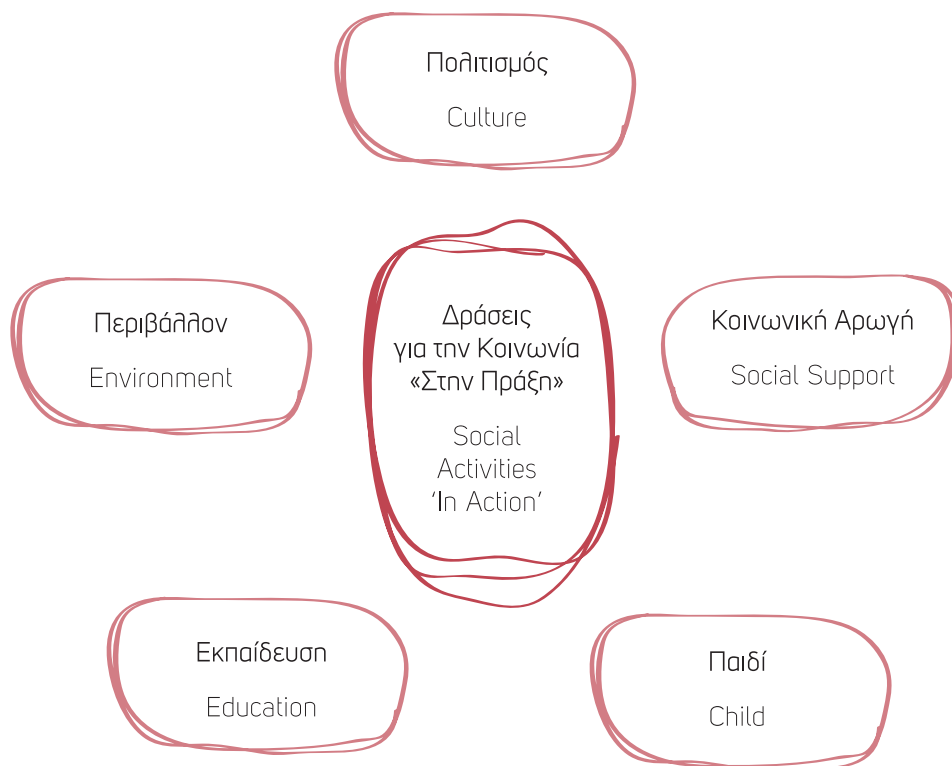 Πολιτισμός
Culture
Περιβάλλον
Environment
Δράσεις
για την Κοινωνία
«Στην Πράξη»
Social
Activities
'In Action'
Κοινωνική Αρωγή
Social Support
Εκπαίδευση
Education
Παιδί
Child